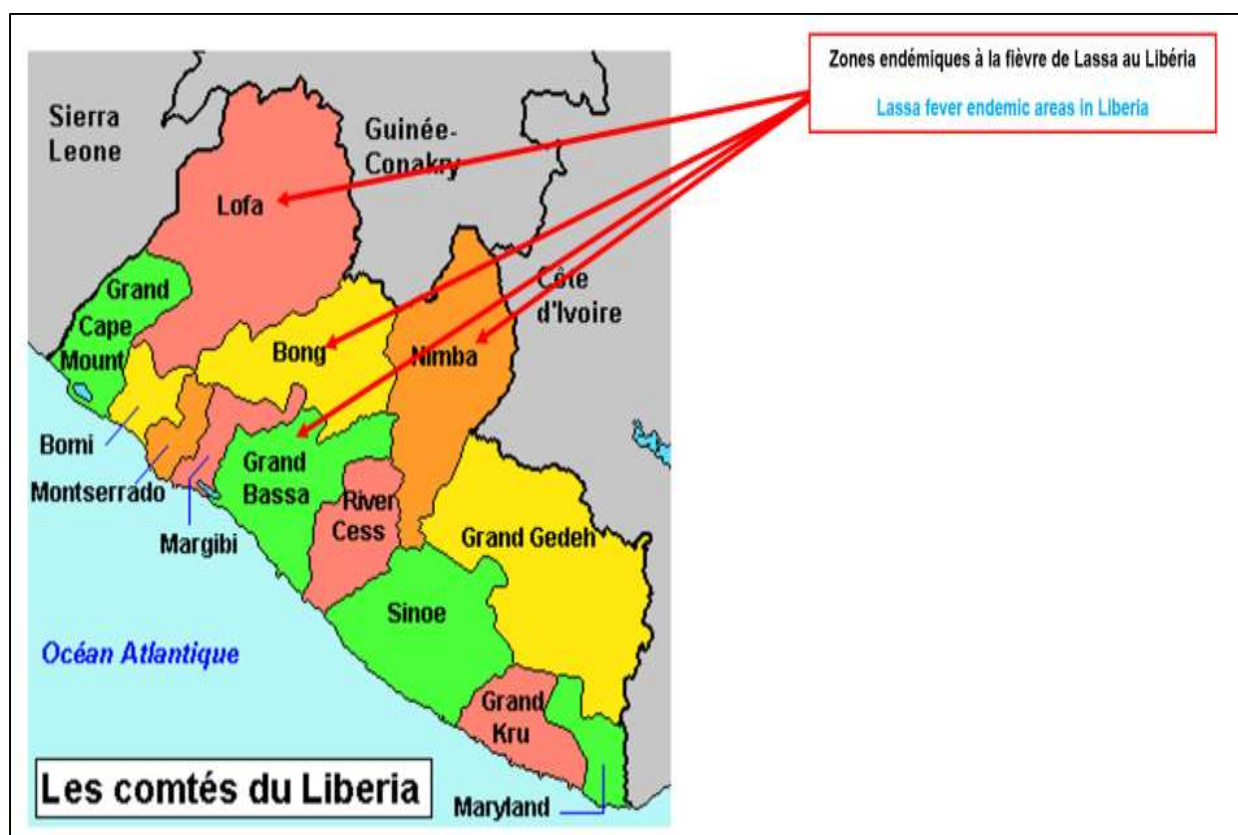 Zones endémiques à la fièvre de Lassa au Libéria
Lassa fever endemic areas in Liberia
Sierra
Leone
Guinée-
Conakry
Lofa
Côte
d'Ivoire
Grand
Cape
Mount
Bong
Nimba
Bomi
Montserrado
Margibi
Grand
Bassa
River
Cess
Grand Gedeh
Sinoe
Océan Atlantique
Grand
Kru
Les comtés du Liberia
Maryland